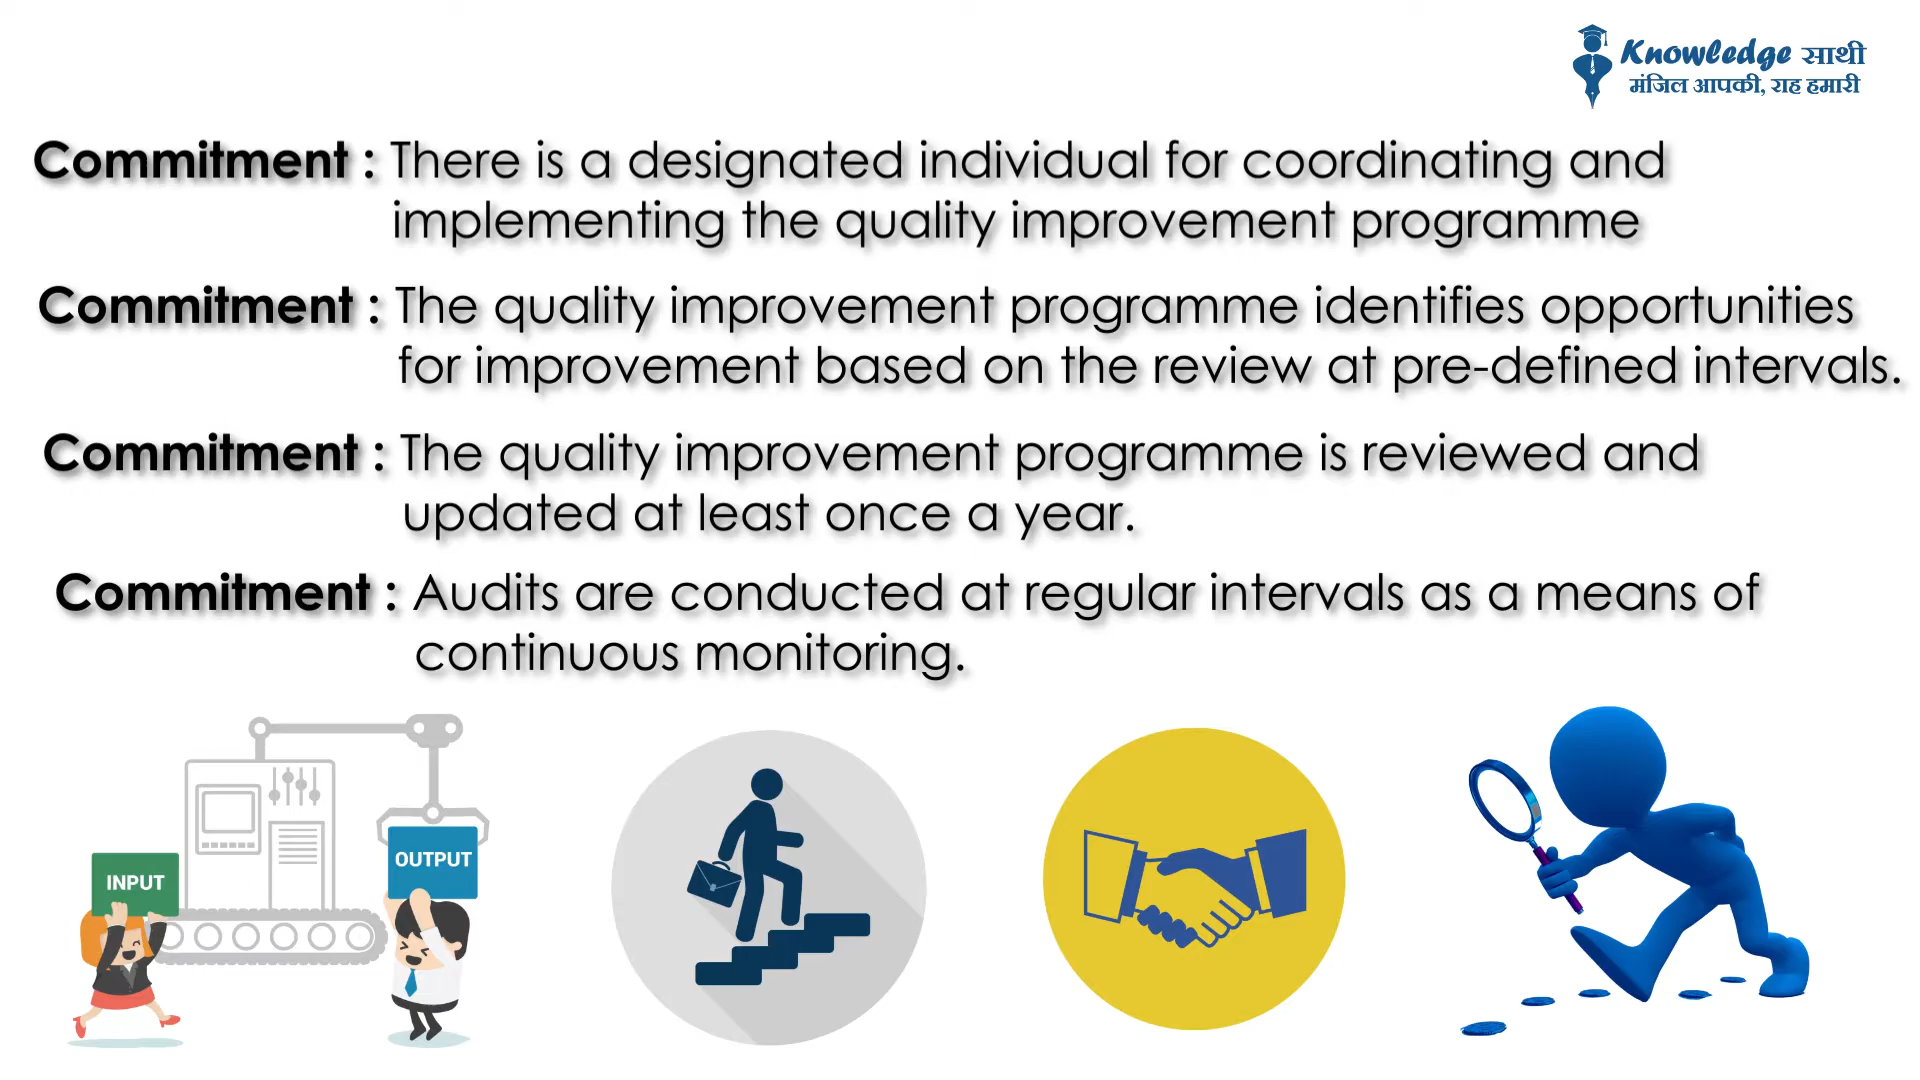 Knowledge साथी
मंजिल आपकी, राह हमारी
Commitment : There is a designated individual for coordinating and
implementing the quality improvement programme
Commitment : The quality improvement programme identifies opportunities
for improvement based on the review at pre-defined intervals.
Commitment : The quality improvement programme is reviewed and
updated at least once a year.
Commitment : Audits are conducted at regular intervals as a means of
continuous monitoring.
INPUT
OUTPUT